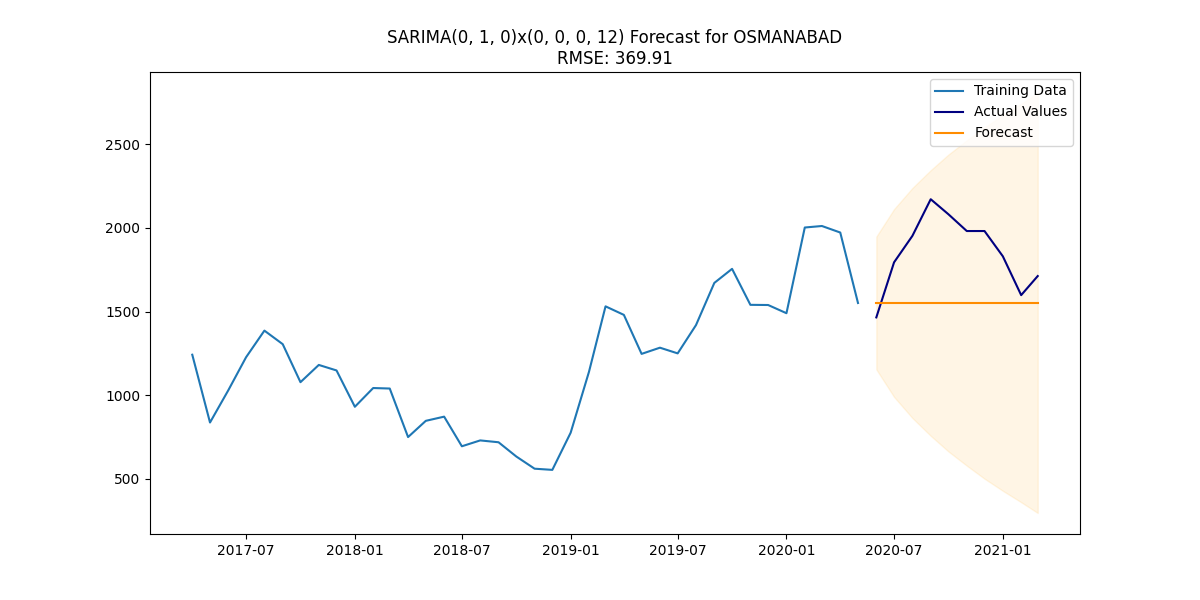 SARIMA(0, 1, 0)x(0, 0, 0, 12) Forecast for OSMANABAD
RMSE: 369.91
Training Data
Actual Values
Forecast
2500
2000
1500
1000
500
2017-07
2018-01
2018-07
2019-01
2019-07
2020-01
2020-07
2021-01